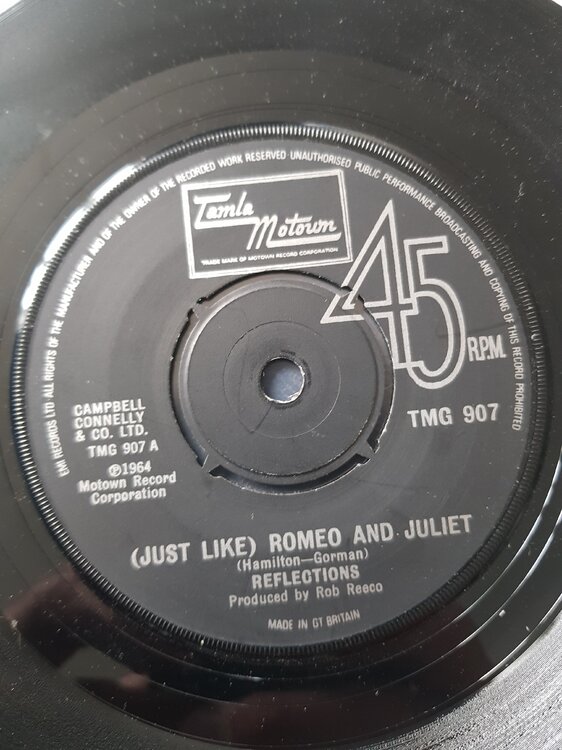 EMI RECORDS LTD ALL RIGHTS OF THE MANUFACTURER AND OF THE OWNER OF THE RECORDED WORK RESERVED UNAUTHORISED PUBLIC PERFORMANCE BROADCASTING AND COPYING OF THIS RECORD PROHIBITED
Tamla
Motown
TRADE MARK OF MOTOWN RECORD CORPORATION
45
R.P.M.
CAMPBELL
CONNELLY
& CO. LTD.
TMG 907 A
℗1964
Motown Record
Corporation
TMG 907
(JUST LIKE) ROMEO AND JULIET
(Hamilton—Gorman)
REFLECTIONS
Produced by Rob Reeco
MADE IN GT BRITAIN